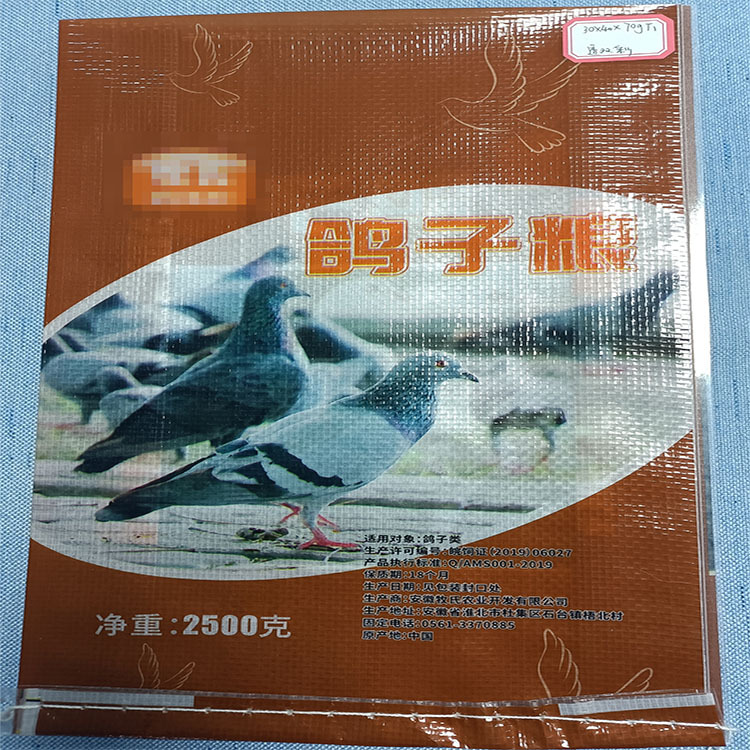 30×40×70g
鸽子粮
适用对象:鸽子类
生产许可编号:皖饲证(2019)06027
产品执行标准:Q/AMS001-2019
保质期:18个月
生产日期:见包装封口处
生产商:安徽牧氏农业开发有限公司
生产地址:安徽省淮北市杜集区石台镇梧北村
固定电话:0561-3370885
原产地:中国
净重:2500克